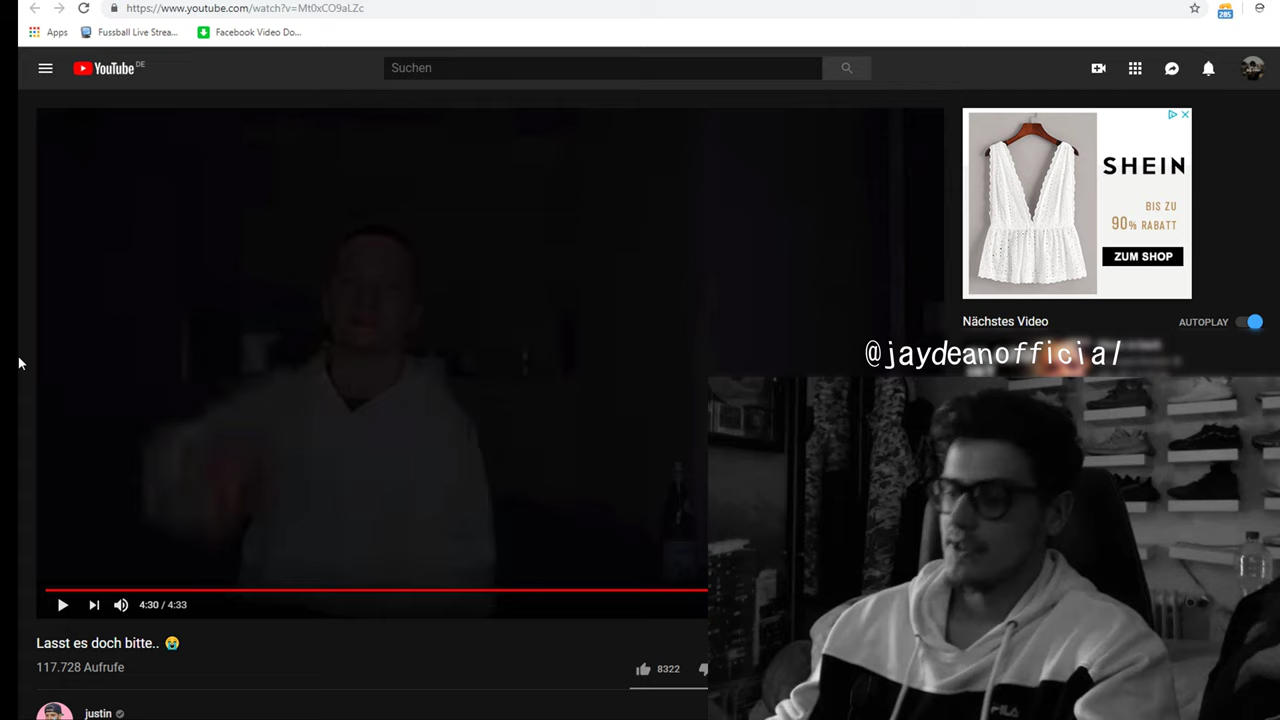 https://www.youtube.com/watch?v=Mt0xCO9aLZc
285
Apps
Fussball Live Strea...
Facebook Video Do...
YouTube DE
Suchen
SHEIN
BIS ZU
90% RABATT
ZUM SHOP
Nächstes Video
AUTOPLAY
@jaydeanofficial
4:30 / 4:33
Lasst es doch bitte.. 😭
117.728 Aufrufe
8322
justin
FILA